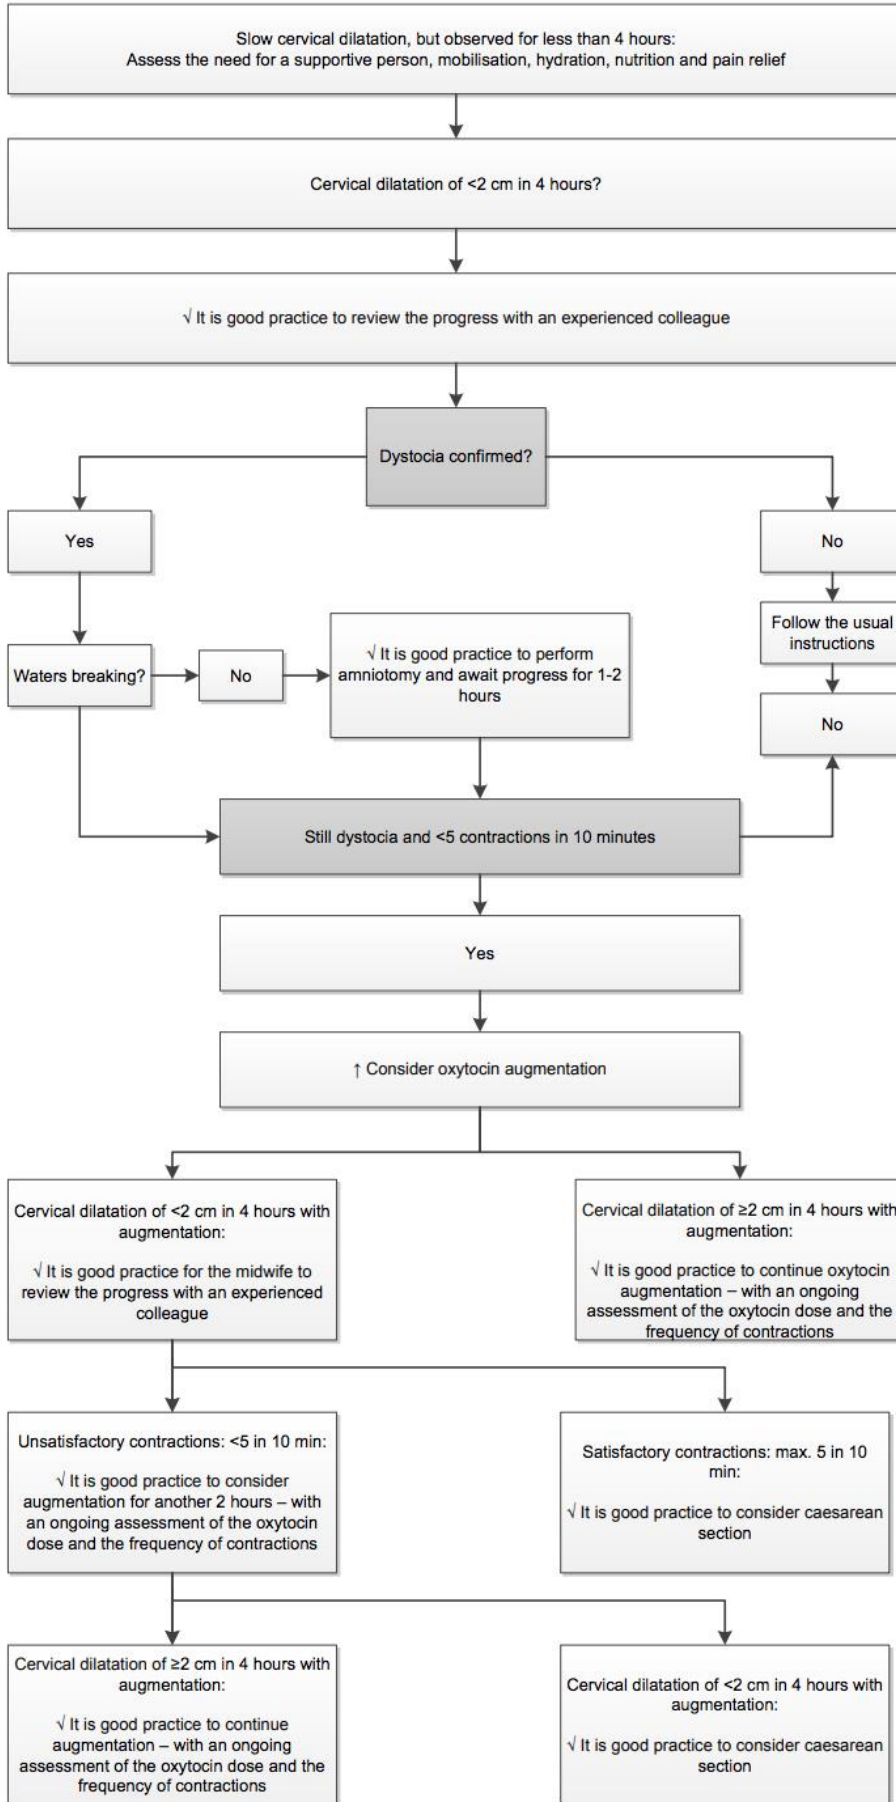 Slow cervical dilatation, but observed for less than 4 hours:
Assess the need for a supportive person, mobilisation, hydration, nutrition and pain relief
Cervical dilatation of <2 cm in 4 hours?
√ It is good practice to review the progress with an experienced colleague
Dystocia confirmed?
Yes
No
Follow the usual
instructions
Waters breaking?
No
√ It is good practice to perform
amniotomy and await progress for 1-2
hours
No
Still dystocia and <5 contractions in 10 minutes
Yes
↑ Consider oxytocin augmentation
Cervical dilatation of <2 cm in 4 hours with
augmentation:
√ It is good practice for the midwife to
review the progress with an experienced
colleague
Cervical dilatation of ≥2 cm in 4 hours with
augmentation:
√ It is good practice to continue oxytocin
augmentation – with an ongoing
assessment of the oxytocin dose and the
frequency of contractions
Unsatisfactory contractions: <5 in 10 min:
√ It is good practice to consider
augmentation for another 2 hours – with
an ongoing assessment of the oxytocin
dose and the frequency of contractions
Satisfactory contractions: max. 5 in 10
min:
√ It is good practice to consider caesarean
section
Cervical dilatation of ≥2 cm in 4 hours with
augmentation:
√ It is good practice to continue
augmentation – with an ongoing
assessment of the oxytocin dose and the
frequency of contractions
Cervical dilatation of <2 cm in 4 hours with
augmentation:
√ It is good practice to consider caesarean
section